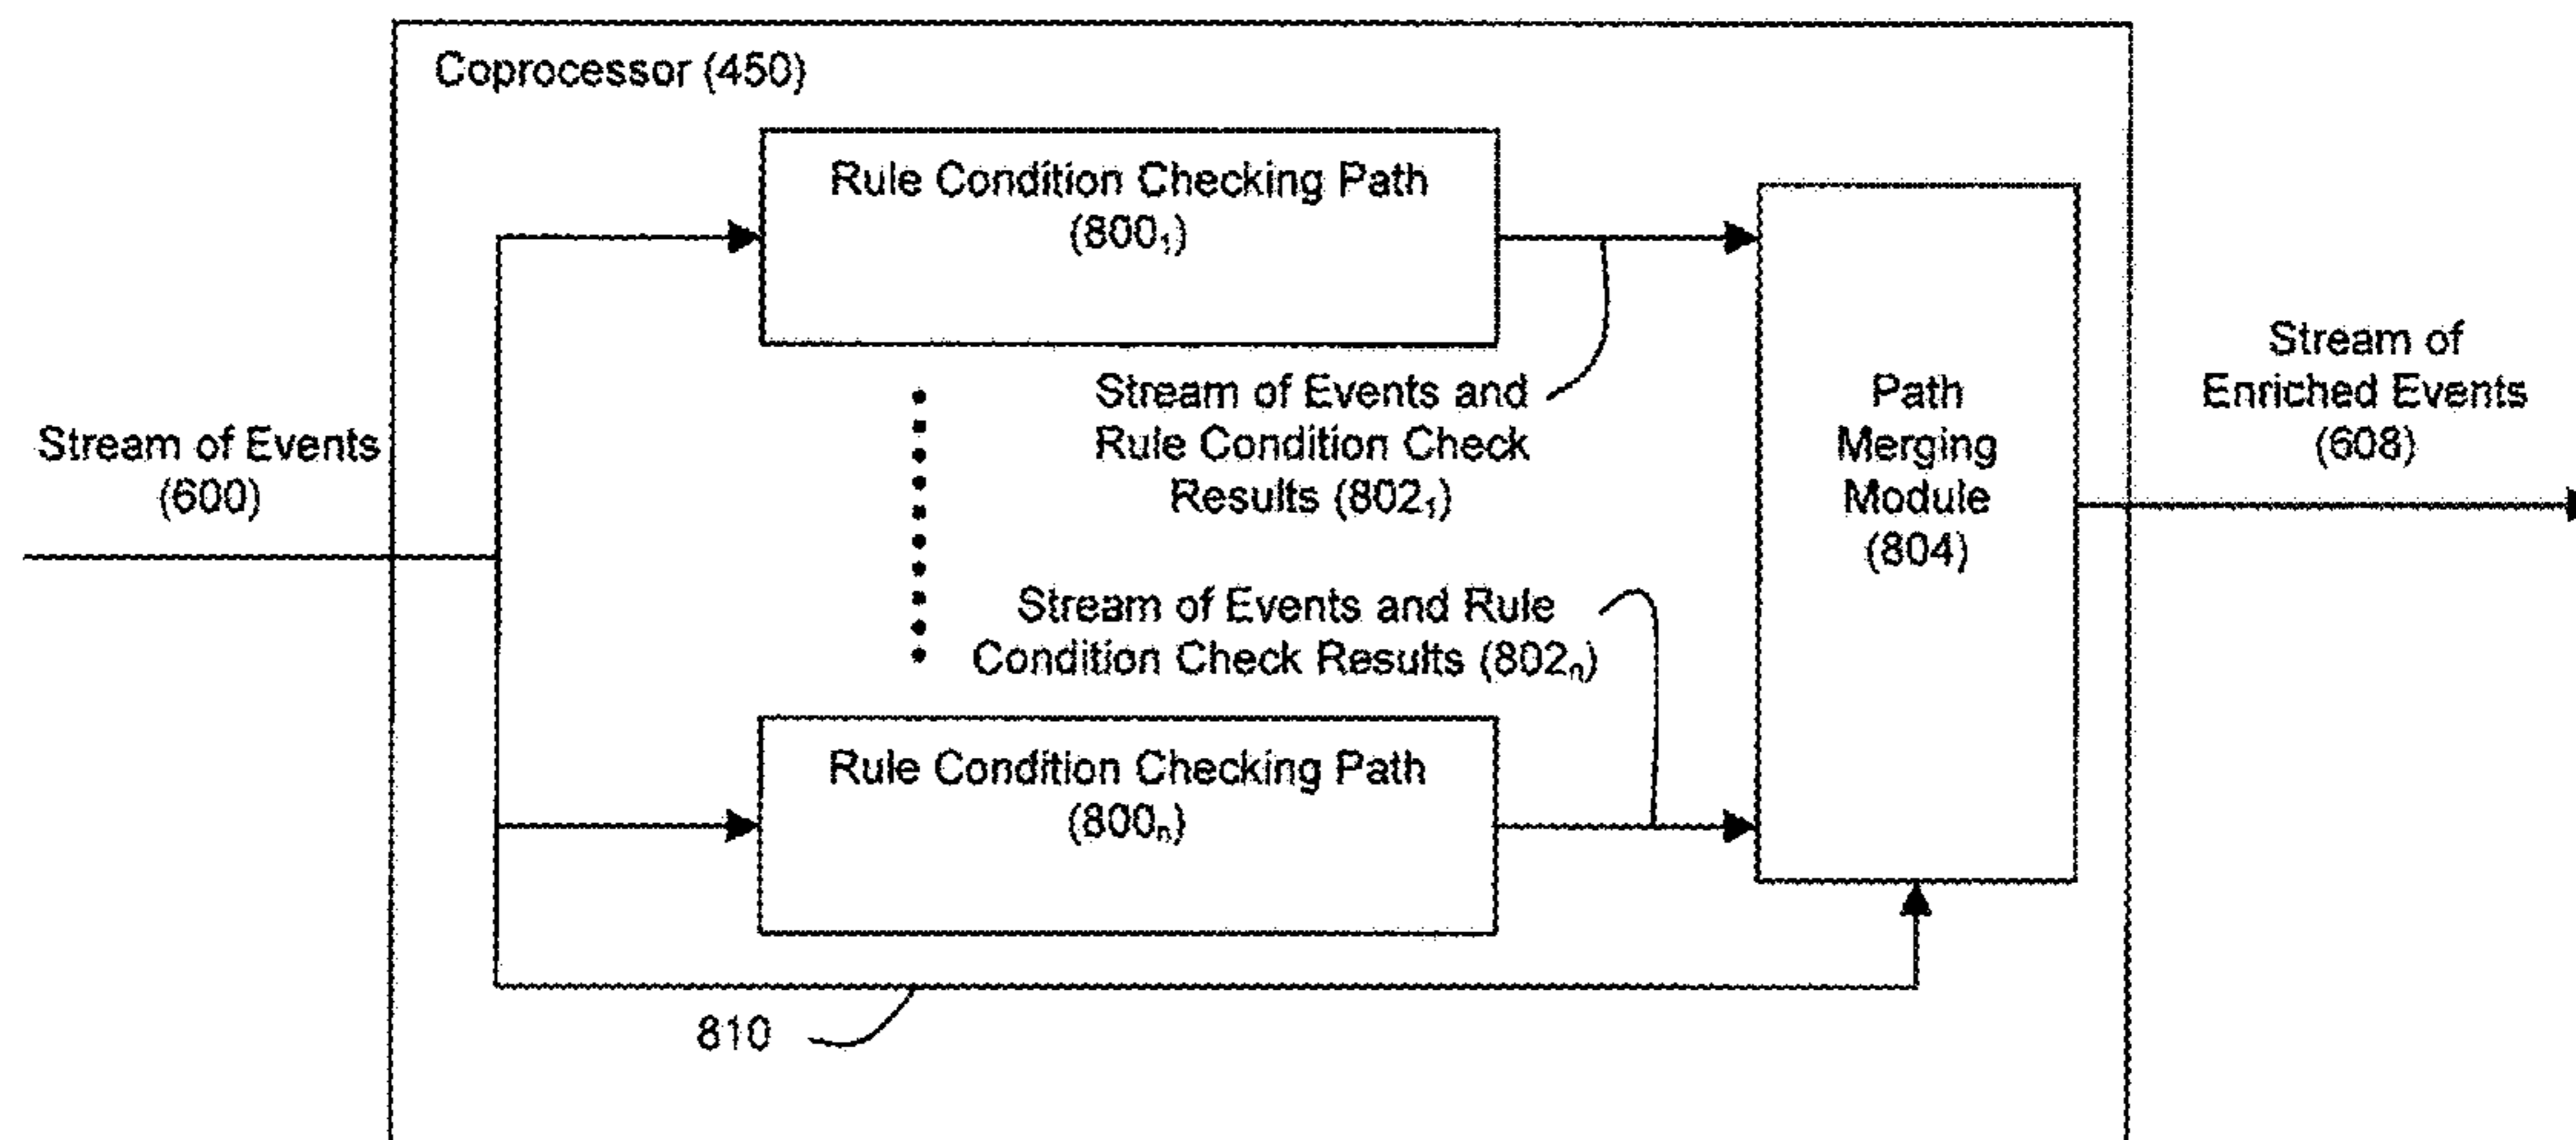 Coprocessor (450)
Rule Condition Checking Path
(800₁)
Stream of Events
(600)
Stream of Events and
Rule Condition Check
Results (802₁)
Stream of Events and Rule
Condition Check Results (802ₙ)
Rule Condition Checking Path
(800ₙ)
Path
Merging
Module
(804)
Stream of
Enriched Events
(608)
810